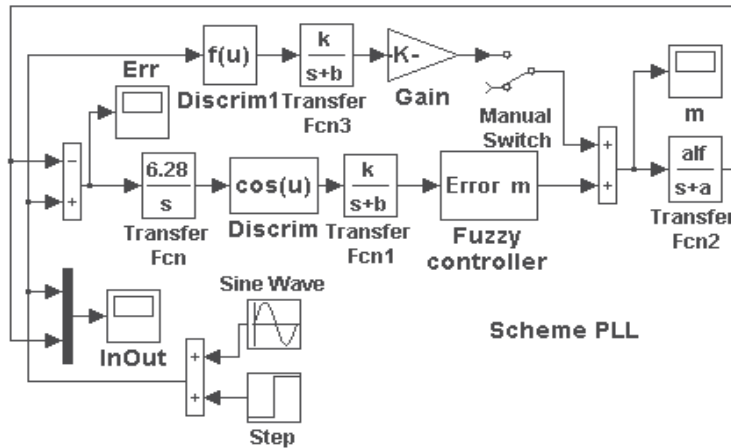 f(u)
Discrim1
k
s+b
Transfer
Fcn3
-K-
Gain
Manual
Switch
Err
m
−
+
6.28
s
Transfer
Fcn
cos(u)
Discrim
k
s+b
Transfer
Fcn1
Error m
Fuzzy
controller
+
+
alf
s+a
Transfer
Fcn2
InOut
Sine Wave
+
+
Step
Scheme PLL